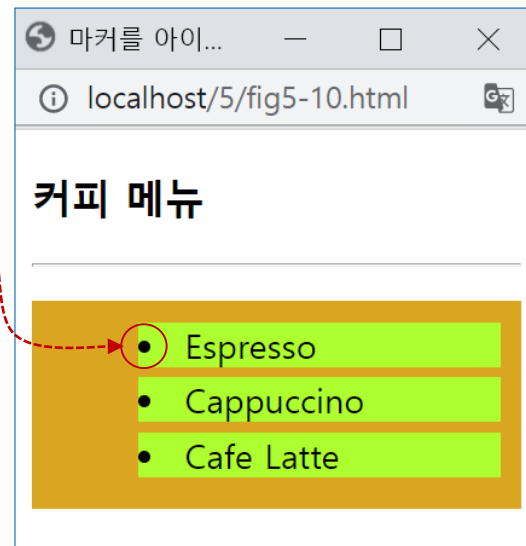 마커를 아이...
localhost/5/fig5-10.html
커피 메뉴
• Espresso
• Cappuccino
• Cafe Latte